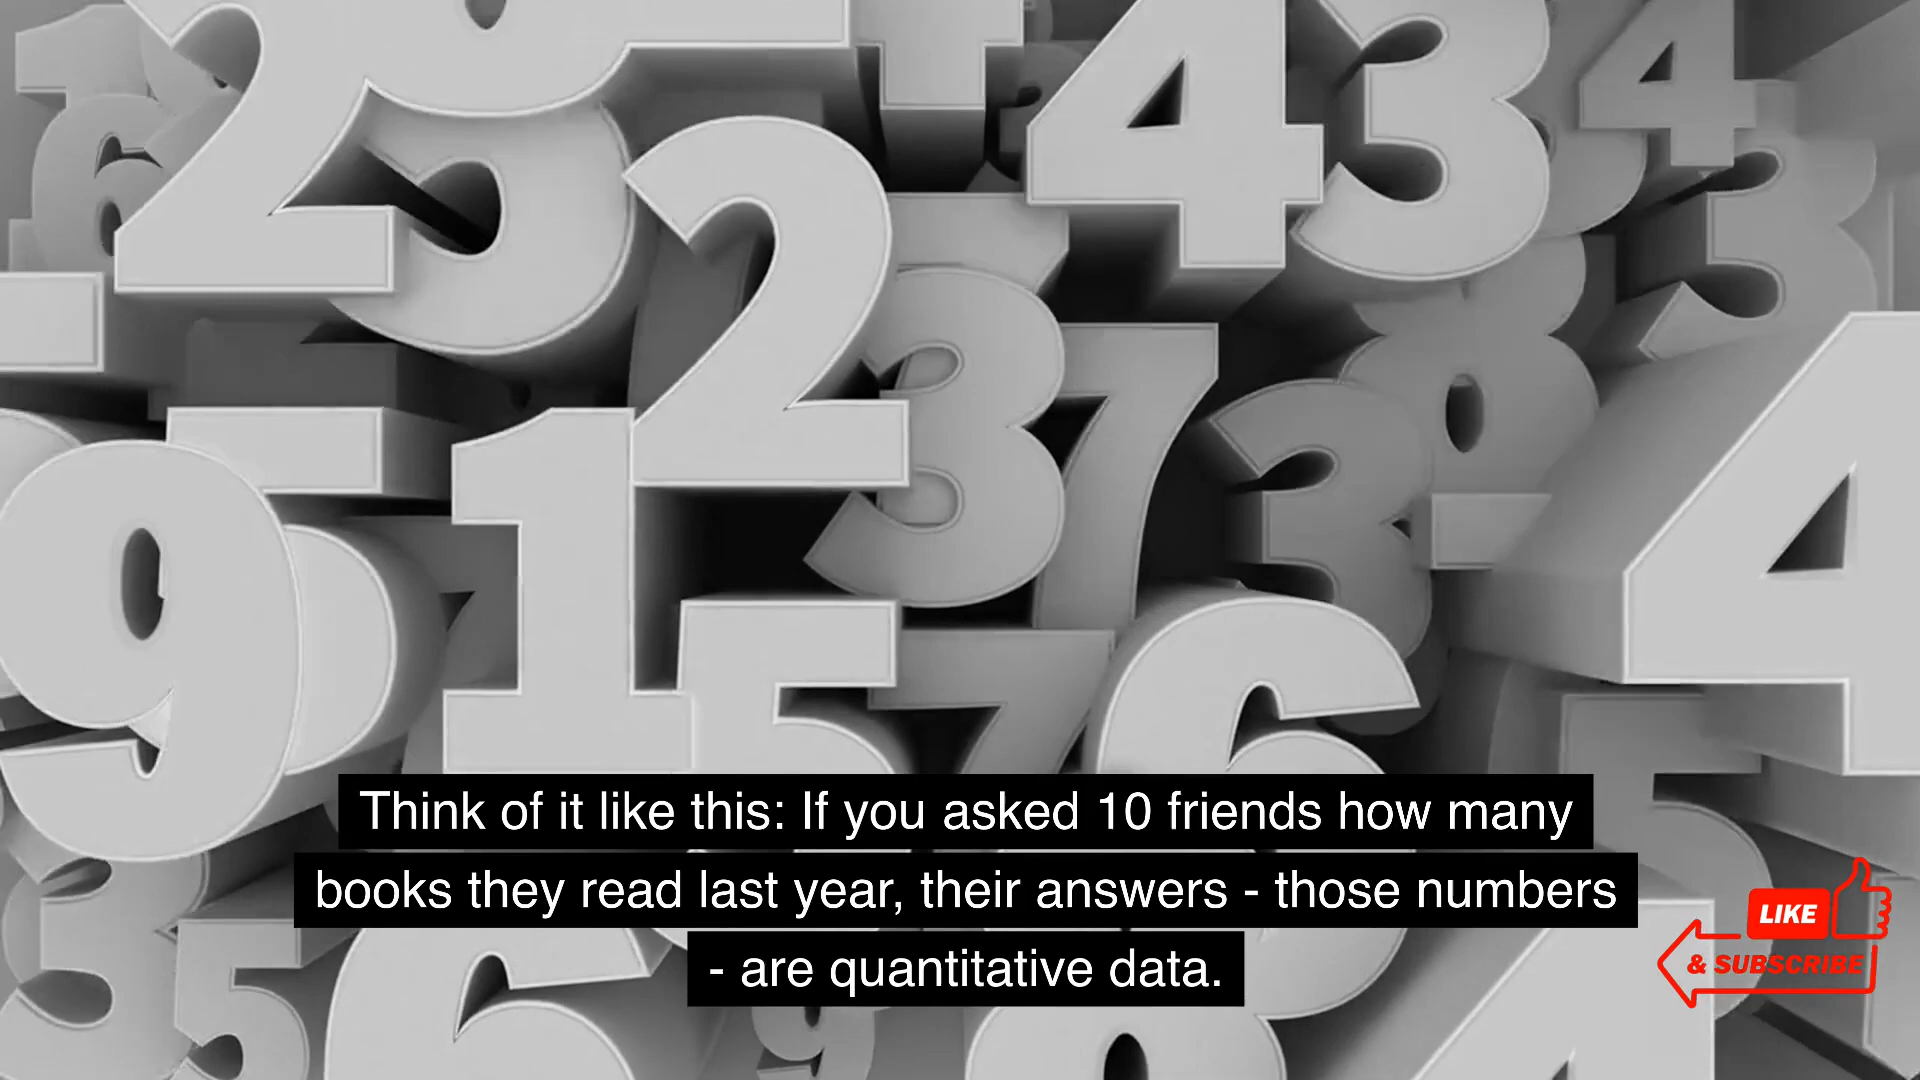 Think of it like this: If you asked 10 friends how many
books they read last year, their answers - those numbers
- are quantitative data.
LIKE
& SUBSCRIBE